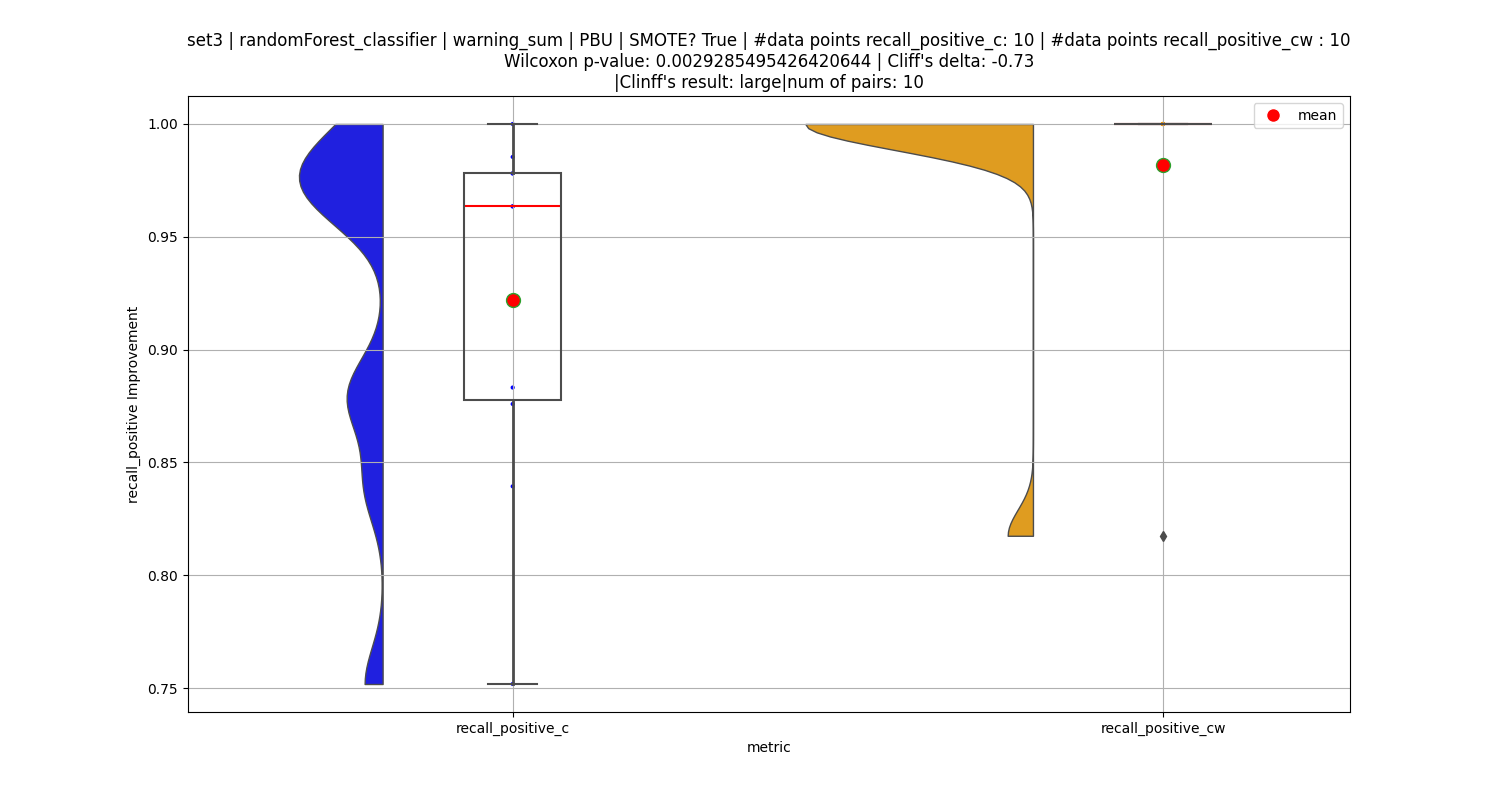 set3 | randomForest_classifier | warning_sum | PBU | SMOTE? True | #data points recall_positive_c: 10 | #data points recall_positive_cw : 10
Wilcoxon p-value: 0.0029285495426420644 | Cliff's delta: -0.73
|Clinff's result: large|num of pairs: 10
mean
1.00
0.95
0.90
0.85
0.80
0.75
recall_positive Improvement
recall_positive_c
recall_positive_cw
metric